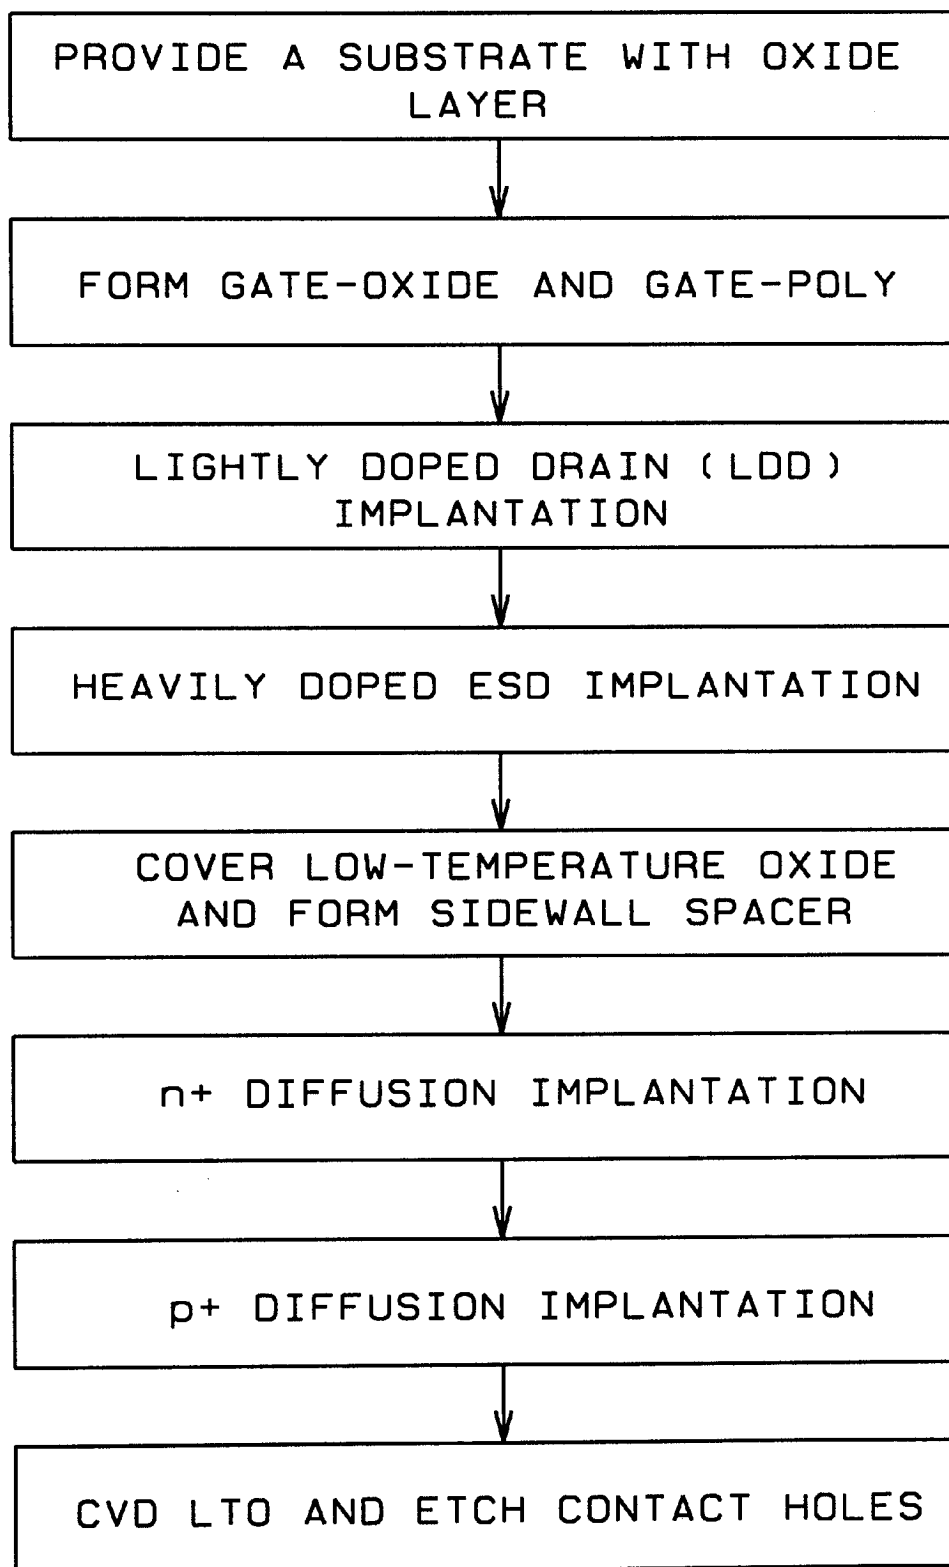 PROVIDE A SUBSTRATE WITH OXIDE
LAYER
FORM GATE-OXIDE AND GATE-POLY
LIGHTLY DOPED DRAIN (LDD)
IMPLANTATION
HEAVILY DOPED ESD IMPLANTATION
COVER LOW-TEMPERATURE OXIDE
AND FORM SIDEWALL SPACER
n+ DIFFUSION IMPLANTATION
p+ DIFFUSION IMPLANTATION
CVD LTO AND ETCH CONTACT HOLES